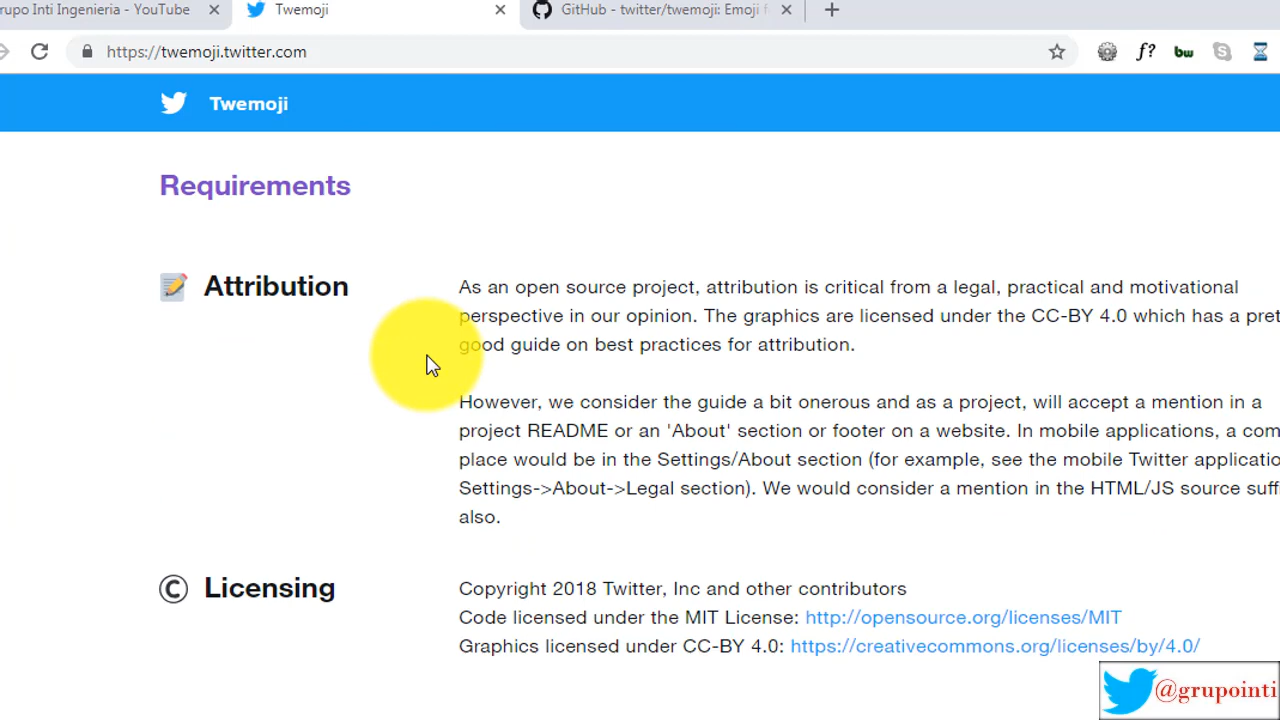 rupo Inti Ingenieria - YouTube
Twemoji
GitHub - twitter/twemoji: Emoji f
https://twemoji.twitter.com
f?
bw
Twemoji
Requirements
Attribution
As an open source project, attribution is critical from a legal, practical and motivational
perspective in our opinion. The graphics are licensed under the CC-BY 4.0 which has a pret
good guide on best practices for attribution.
However, we consider the guide a bit onerous and as a project, will accept a mention in a
project README or an 'About' section or footer on a website. In mobile applications, a com
place would be in the Settings/About section (for example, see the mobile Twitter applicatio
Settings->About->Legal section). We would consider a mention in the HTML/JS source suff
also.
© Licensing
Copyright 2018 Twitter, Inc and other contributors
Code licensed under the MIT License: http://opensource.org/licenses/MIT
Graphics licensed under CC-BY 4.0: https://creativecommons.org/licenses/by/4.0/
@grupointi